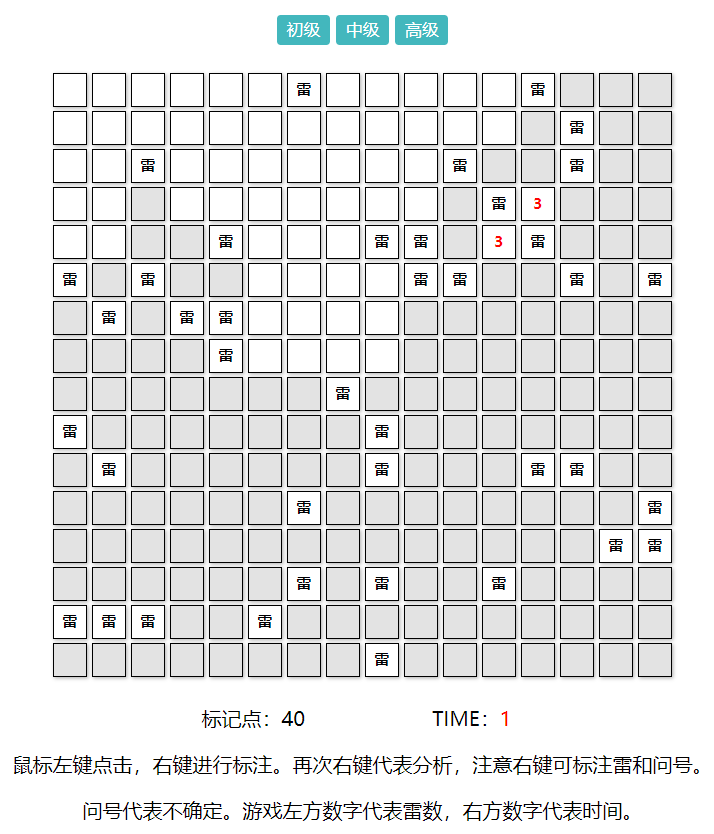 初级 中级 高级
雷 雷
雷
雷 雷 雷
雷 3
雷 雷 雷 3 雷
雷 雷 雷 雷 雷 雷
雷 雷 雷
雷
雷
雷 雷
雷 雷 雷 雷
雷 雷
雷 雷
雷 雷 雷
雷 雷 雷 雷
雷
标记点：40 TIME：1
鼠标左键点击，右键进行标注。再次右键代表分析，注意右键可标注雷和问号。
问号代表不确定。游戏左方数字代表雷数，右方数字代表时间。